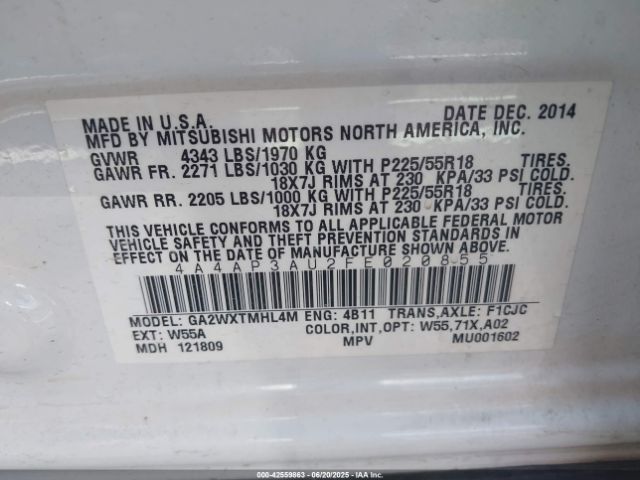 MADE IN U.S.A. DATE DEC. 2014
MFD BY MITSUBISHI MOTORS NORTH AMERICA, INC.
GVWR 4343 LBS/1970 KG
GAWR FR. 2271 LBS/1030 KG WITH P225/55R18 TIRES.
18X7J RIMS AT 230 KPA/33 PSI COLD.
GAWR RR. 2205 LBS/1000 KG WITH P225/55R18 TIRES.
18X7J RIMS AT 230 KPA/33 PSI COLD.
THIS VEHICLE CONFORMS TO ALL APPLICABLE FEDERAL MOTOR
VEHICLE SAFETY AND THEFT PREVENTION STANDARDS IN
EFFECT ON THE DATE OF MANUFACTURE SHOWN ABOVE.
4A4AP3AU2FE020855
MODEL: GA2WXTMHL4M ENG: 4B11 TRANS,AXLE: F1CJC
EXT: W55A COLOR,INT,OPT: W55,71X,A02
MDH 121809 MPV MU001602
000-42559863 - 06/20/2025 - IAA INC.